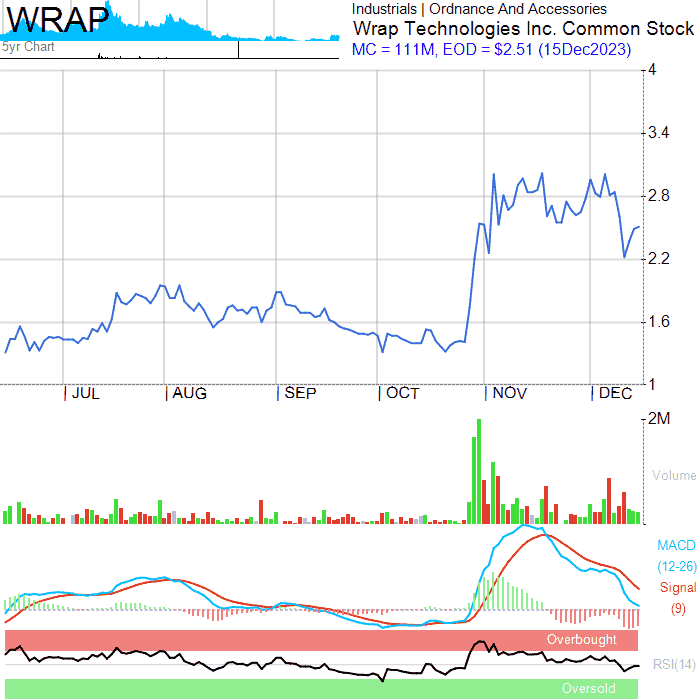 WRAP
5yr Chart
Industrials | Ordnance And Accessories
Wrap Technologies Inc. Common Stock
MC = 111M, EOD = $2.51 (15Dec2023)
4
3.4
2.8
2.2
1.6
1
JUL AUG SEP OCT NOV DEC
2M
Volume
MACD
(12-26)
Signal
(9)
Overbought
RSI(14)
Oversold